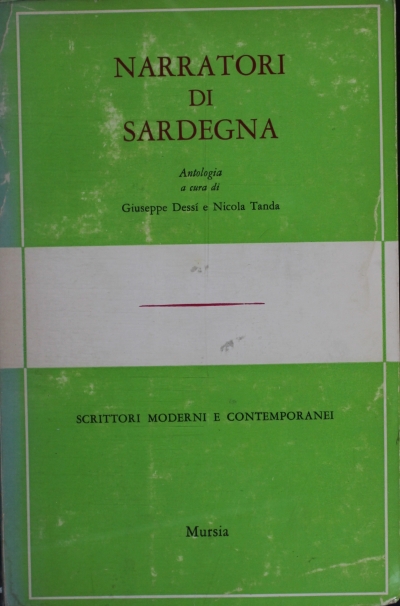 NARRATORI
DI
SARDEGNA
Antologia
a cura di
Giuseppe Dessí e Nicola Tanda
SCRITTORI MODERNI E CONTEMPORANEI
Mursia